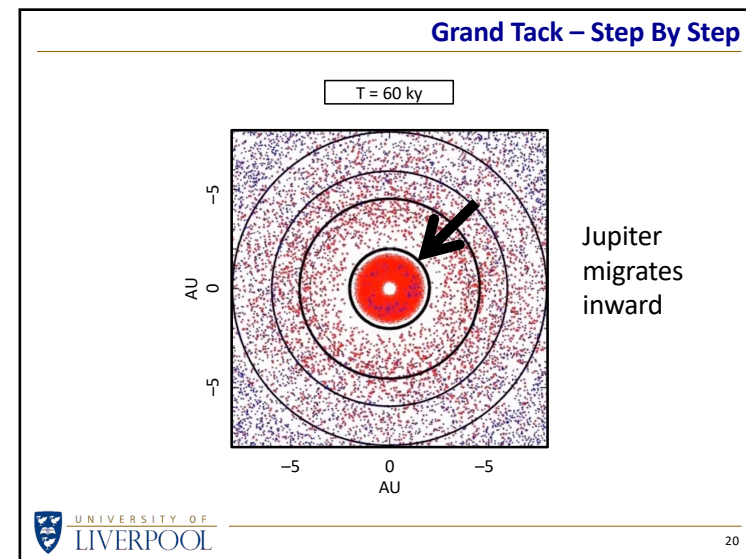 Grand Tack – Step By Step
T = 60 ky
–5
AU
0
–5
Jupiter
migrates
inward
–5
0
–5
AU
UNIVERSITY OF
LIVERPOOL
20